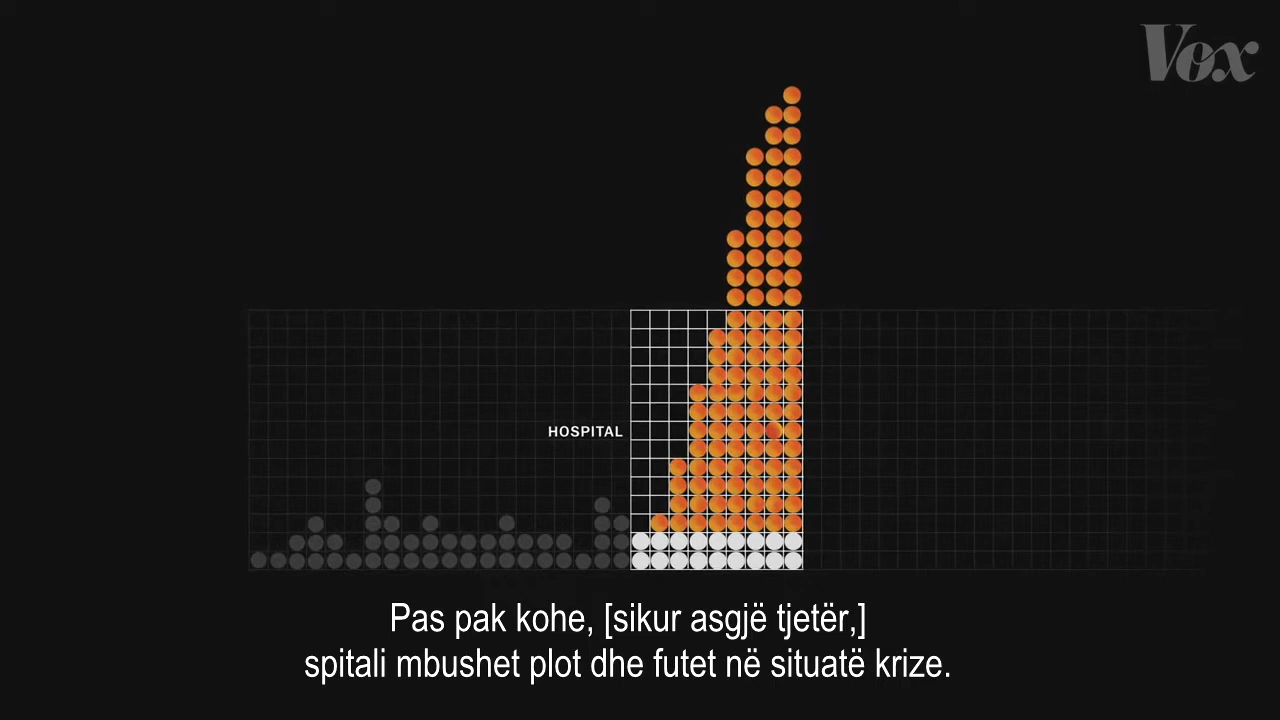 Vox
HOSPITAL
Pas pak kohe, [sikur asgjë tjetër,]
spitali mbushet plot dhe futet në situatë krize.